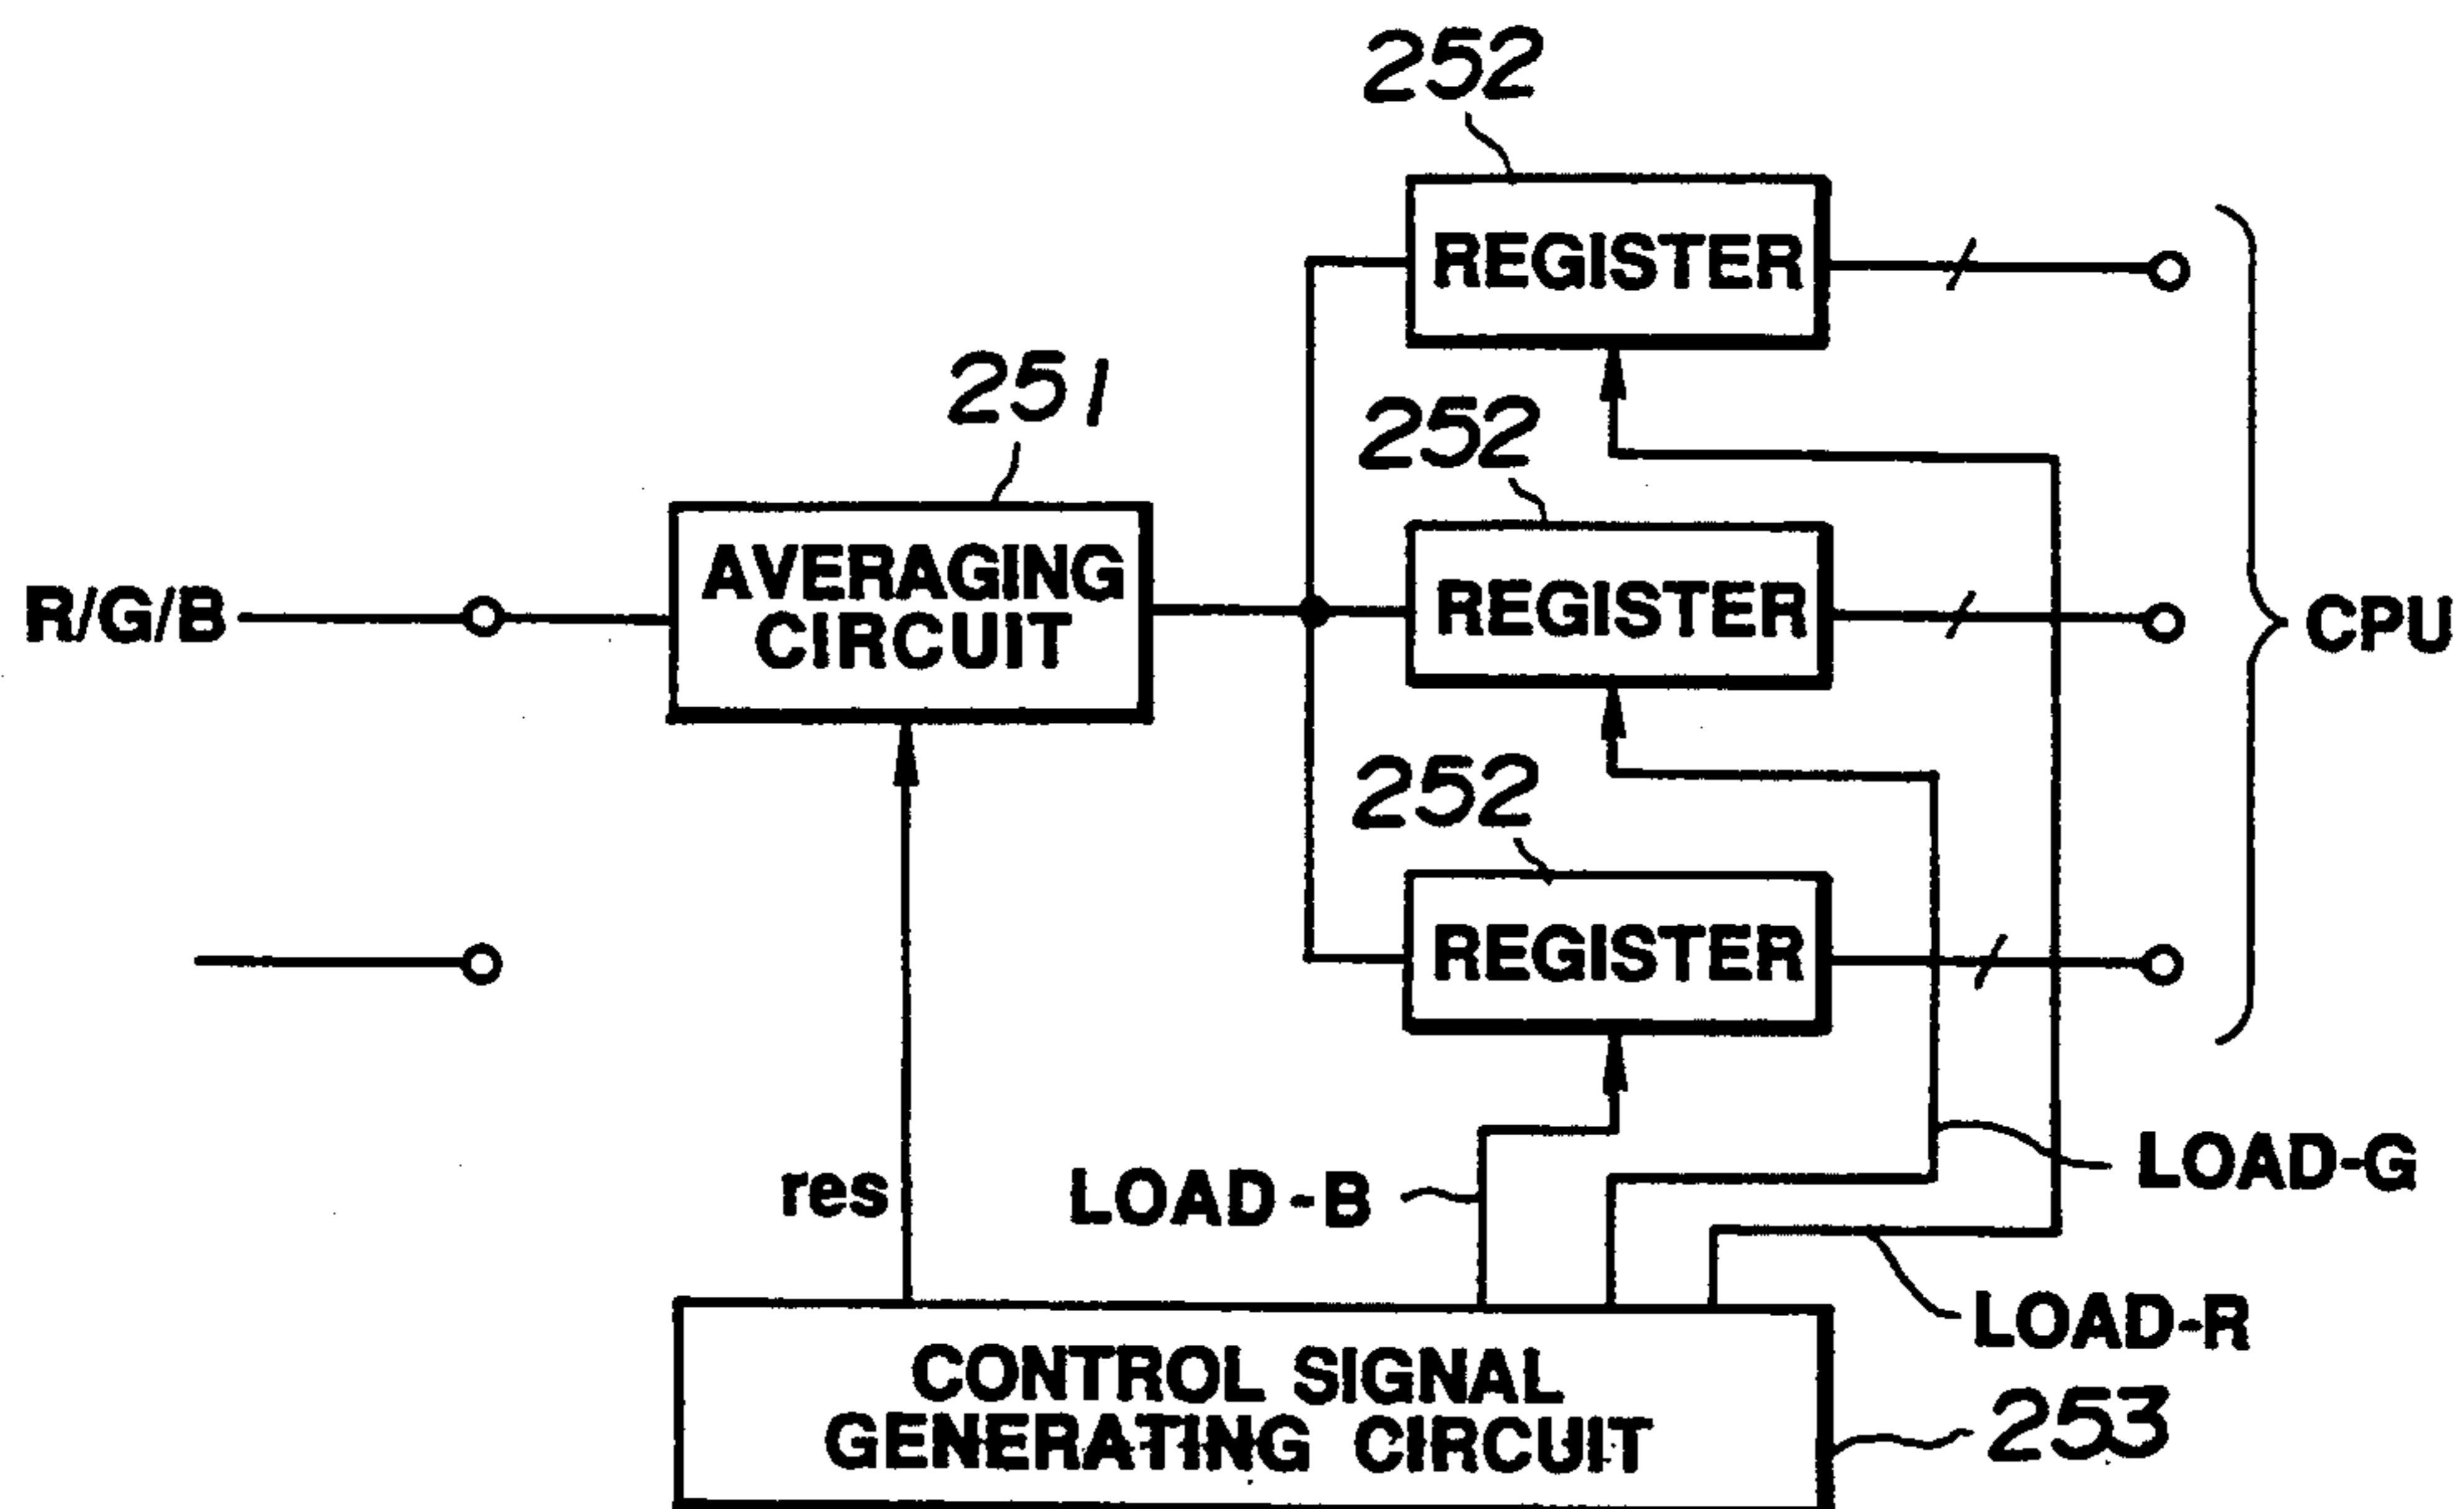 252
REGISTER
251
252
R/G/B
AVERAGING
CIRCUIT
REGISTER
CPU
252
REGISTER
res
LOAD-B
LOAD-G
LOAD-R
CONTROL SIGNAL
GENERATING CIRCUIT
253